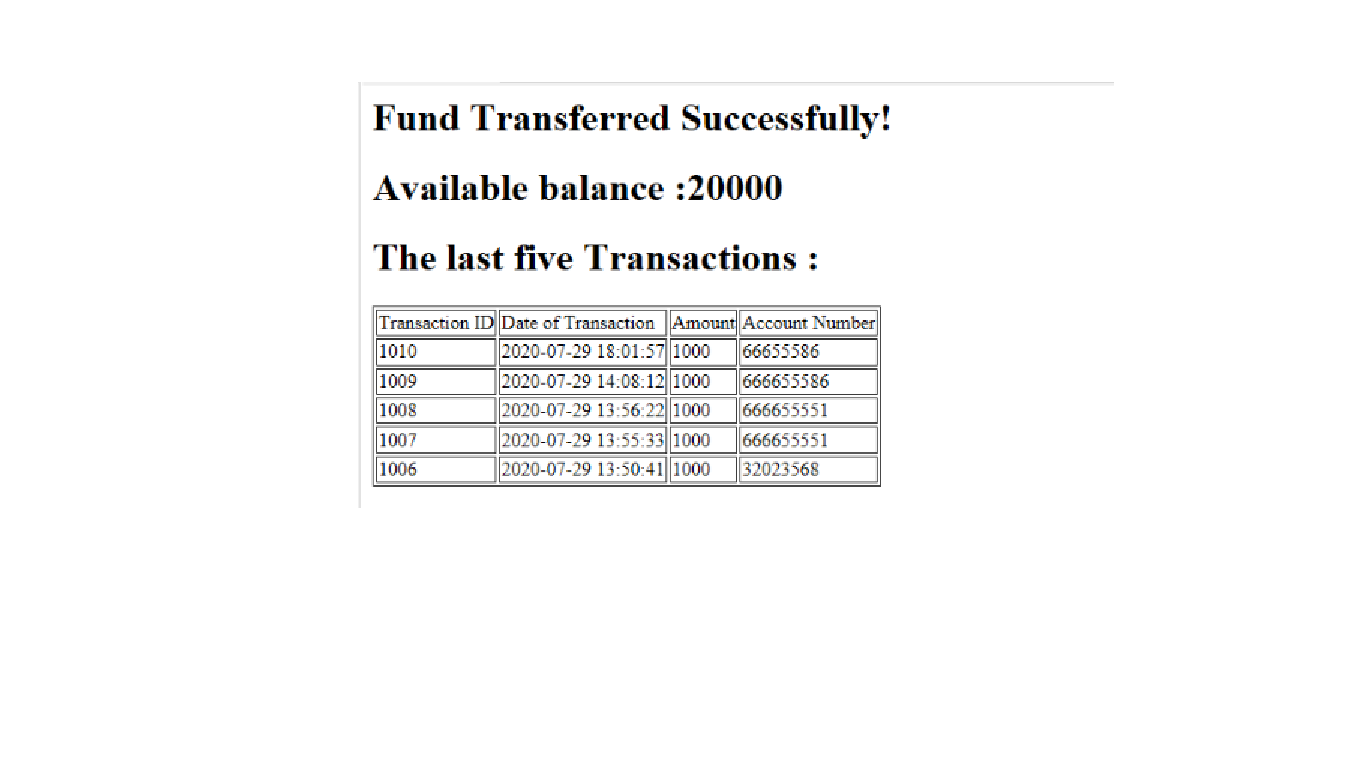 Fund Transferred Successfully!
Available balance :20000
The last five Transactions :
Transaction ID Date of Transaction Amount Account Number
1010 2020-07-29 18:01:57 1000 66655586
1009 2020-07-29 14:08:12 1000 666655586
1008 2020-07-29 13:56:22 1000 666655551
1007 2020-07-29 13:55:33 1000 666655551
1006 2020-07-29 13:50:41 1000 32023568